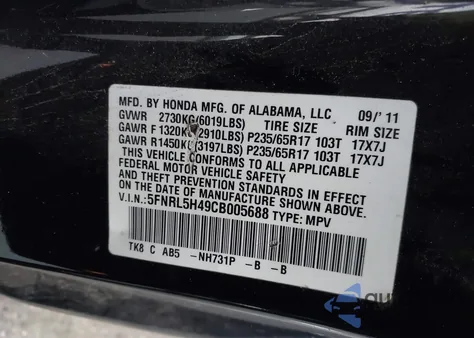 MFD. BY HONDA MFG. OF ALABAMA, LLC 09/'11
GVWR 2730KG(6019LBS) TIRE SIZE RIM SIZE
GAWR F 1320KG(2910LBS) P235/65R17 103T 17X7J
GAWR R1450KG(3197LBS) P235/65R17 103T 17X7J
THIS VEHICLE CONFORMS TO ALL APPLICABLE
FEDERAL MOTOR VEHICLE SAFETY
AND THEFT PREVENTION STANDARDS IN EFFECT
ON THE DATE OF MANUFACTURE SHOWN ABOVE.
V.I.N.: 5FNRL5H49CB005688 TYPE: MPV
TK8 C AB5 -NH731P -B -B